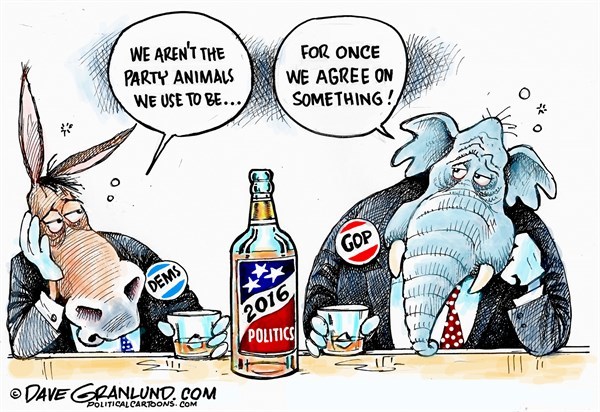 WE AREN'T THE
PARTY ANIMALS
WE USE TO BE...
FOR ONCE
WE AGREE ON
SOMETHING!
DEMS
2016
POLITICS
GOP
© DAVE GRANLUND.COM
POLITICALCARTOONS.COM